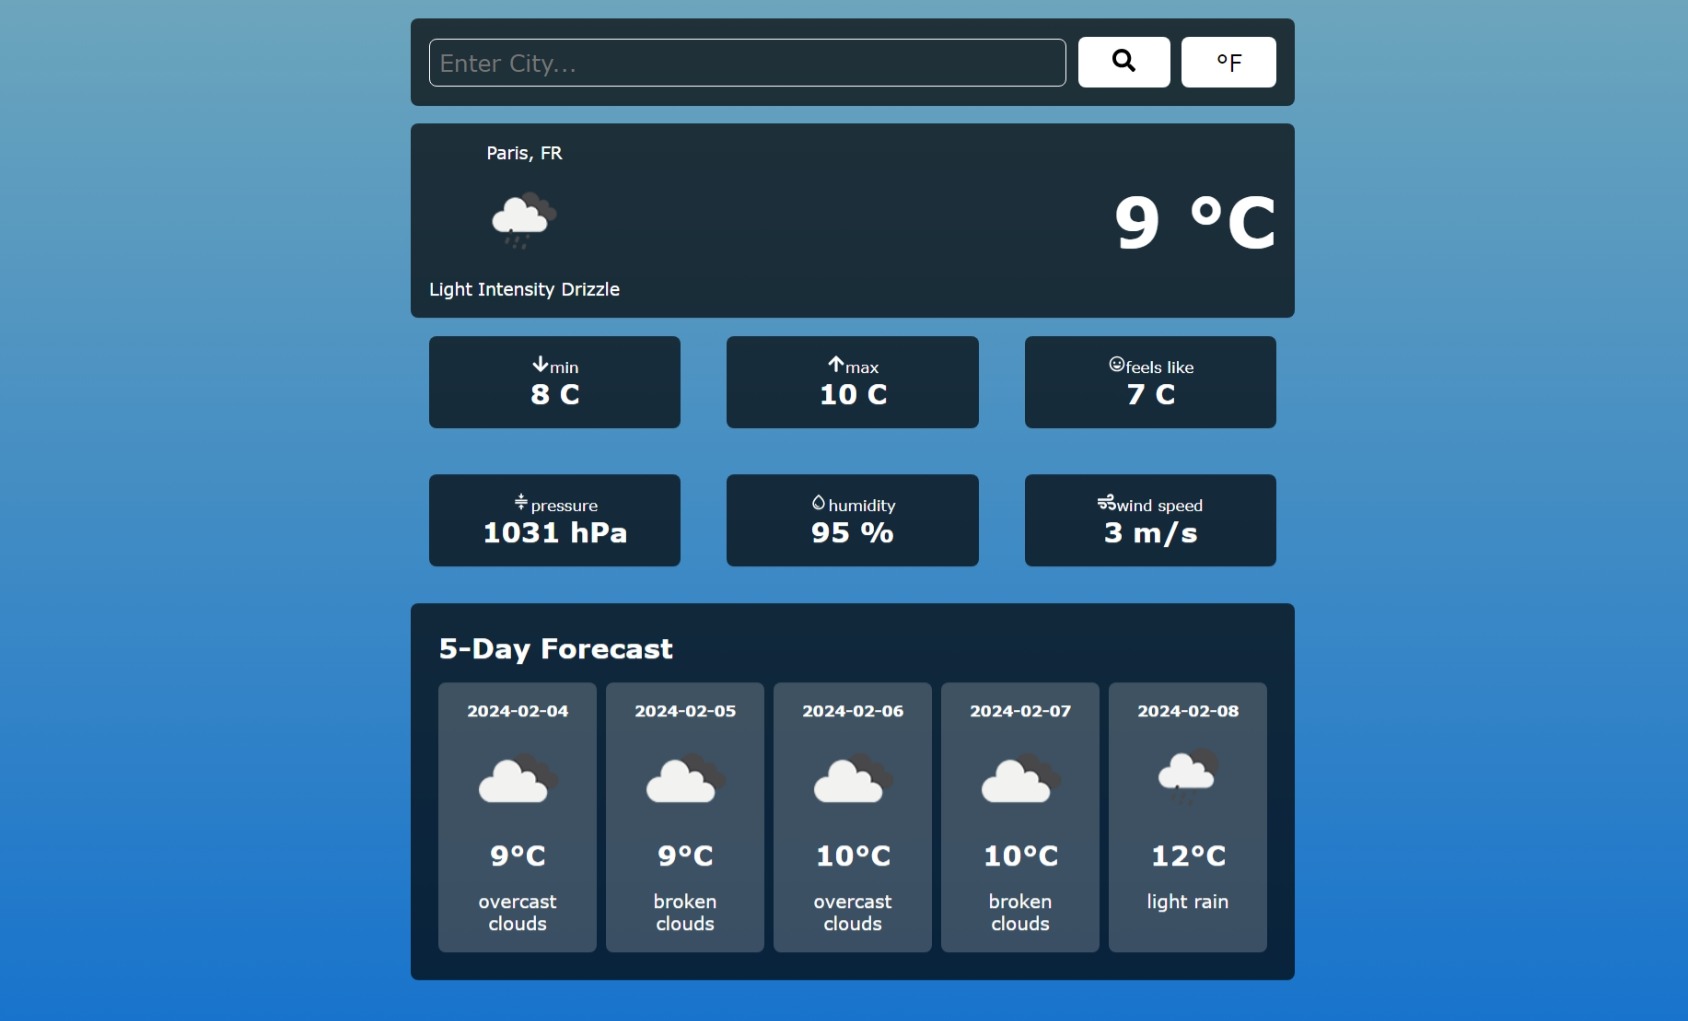 Enter City...
°F
Paris, FR
9 °C
Light Intensity Drizzle
min
8 C
max
10 C
feels like
7 C
pressure
1031 hPa
humidity
95 %
wind speed
3 m/s
5-Day Forecast
2024-02-04
9°C
overcast
clouds
2024-02-05
9°C
broken
clouds
2024-02-06
10°C
overcast
clouds
2024-02-07
10°C
broken
clouds
2024-02-08
12°C
light rain